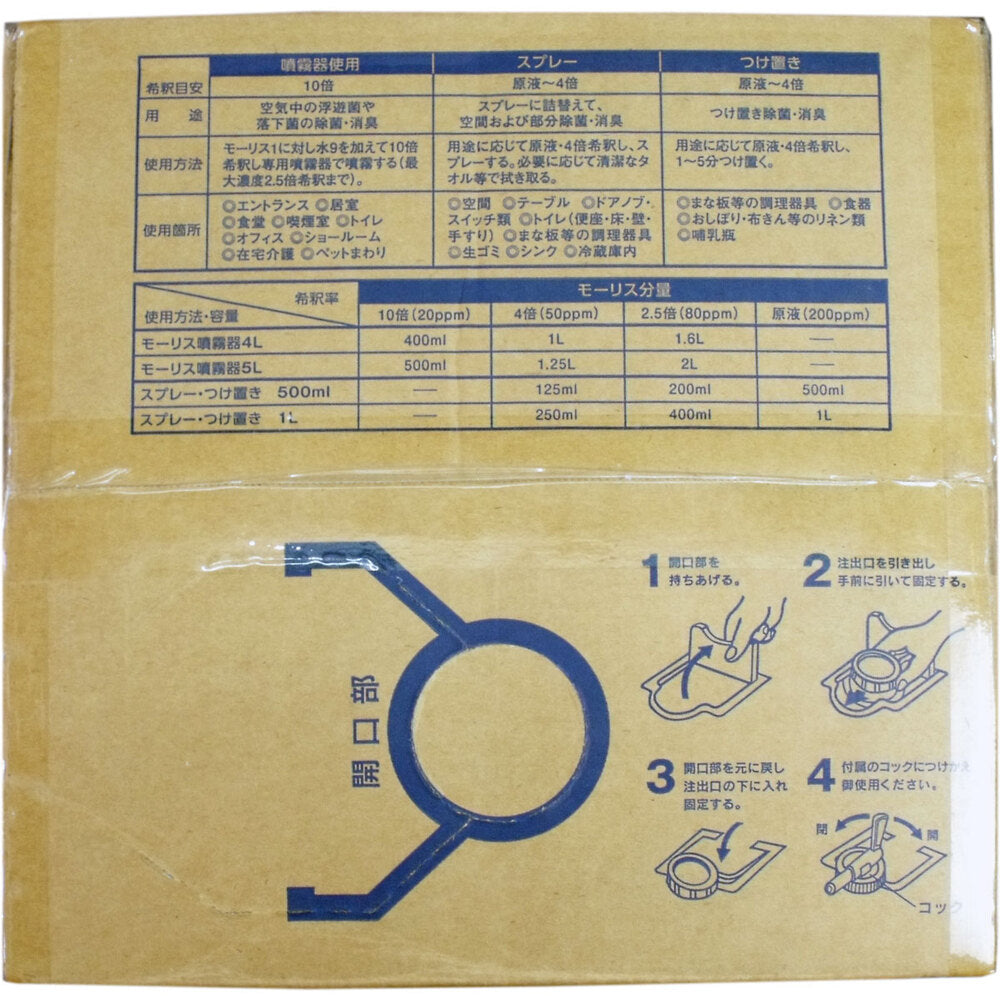 噴霧器使用 スプレー つけ置き
希釈目安 10倍 原液～4倍 原液～4倍
用途 空気中の浮遊菌や スプレーに詰替えて、 つけ置き除菌・消臭
落下菌の除菌・消臭 空間および部分除菌・消臭
使用方法 モーリス1に対し水9を加えて10倍 用途に応じて原液・4倍希釈し、ス 用途に応じて原液・4倍希釈し、
希釈し専用噴霧器で噴霧する（最 プレーする。必要に応じて清潔なタ 1～5分つけ置く。
大濃度2.5倍希釈まで）。 オル等で拭き取る。
使用箇所 ◎エントランス ◎居室 ◎空間・ ◎テーブル ◎ドアノブ・ ◎まな板等の調理器具 ◎食器
◎食堂 ◎喫煙室 ◎トイレ スイッチ類 ◎トイレ（便座・床・壁・ ◎おしぼり・布きん等のリネン類
◎オフィス ◎ショールーム 手すり） ◎まな板等の調理器具 ◎哺乳瓶
◎在宅介護 ◎ペットまわり ◎生ゴミ ◎シンク ◎冷蔵庫内
希釈率 モーリス分量
使用方法・容量 10倍（20ppm） 4倍（50ppm） 2.5倍（80ppm） 原液（200ppm）
モーリス噴霧器4L 400ml 1L 1.6L —
モーリス噴霧器5L 500ml 1.25L 2L —
スプレー・つけ置き 500ml — 125ml 200ml 500ml
スプレー・つけ置き 1L — 250ml 400ml 1L
開口部
1 開口部を
持ちあげる。
2 注出口を引き出し
手前に引いて固定する。
3 開口部を元に戻し
注出口の下に入れ
固定する。
4 付属のコックにつけかえ
御使用ください。
閉 開
コック